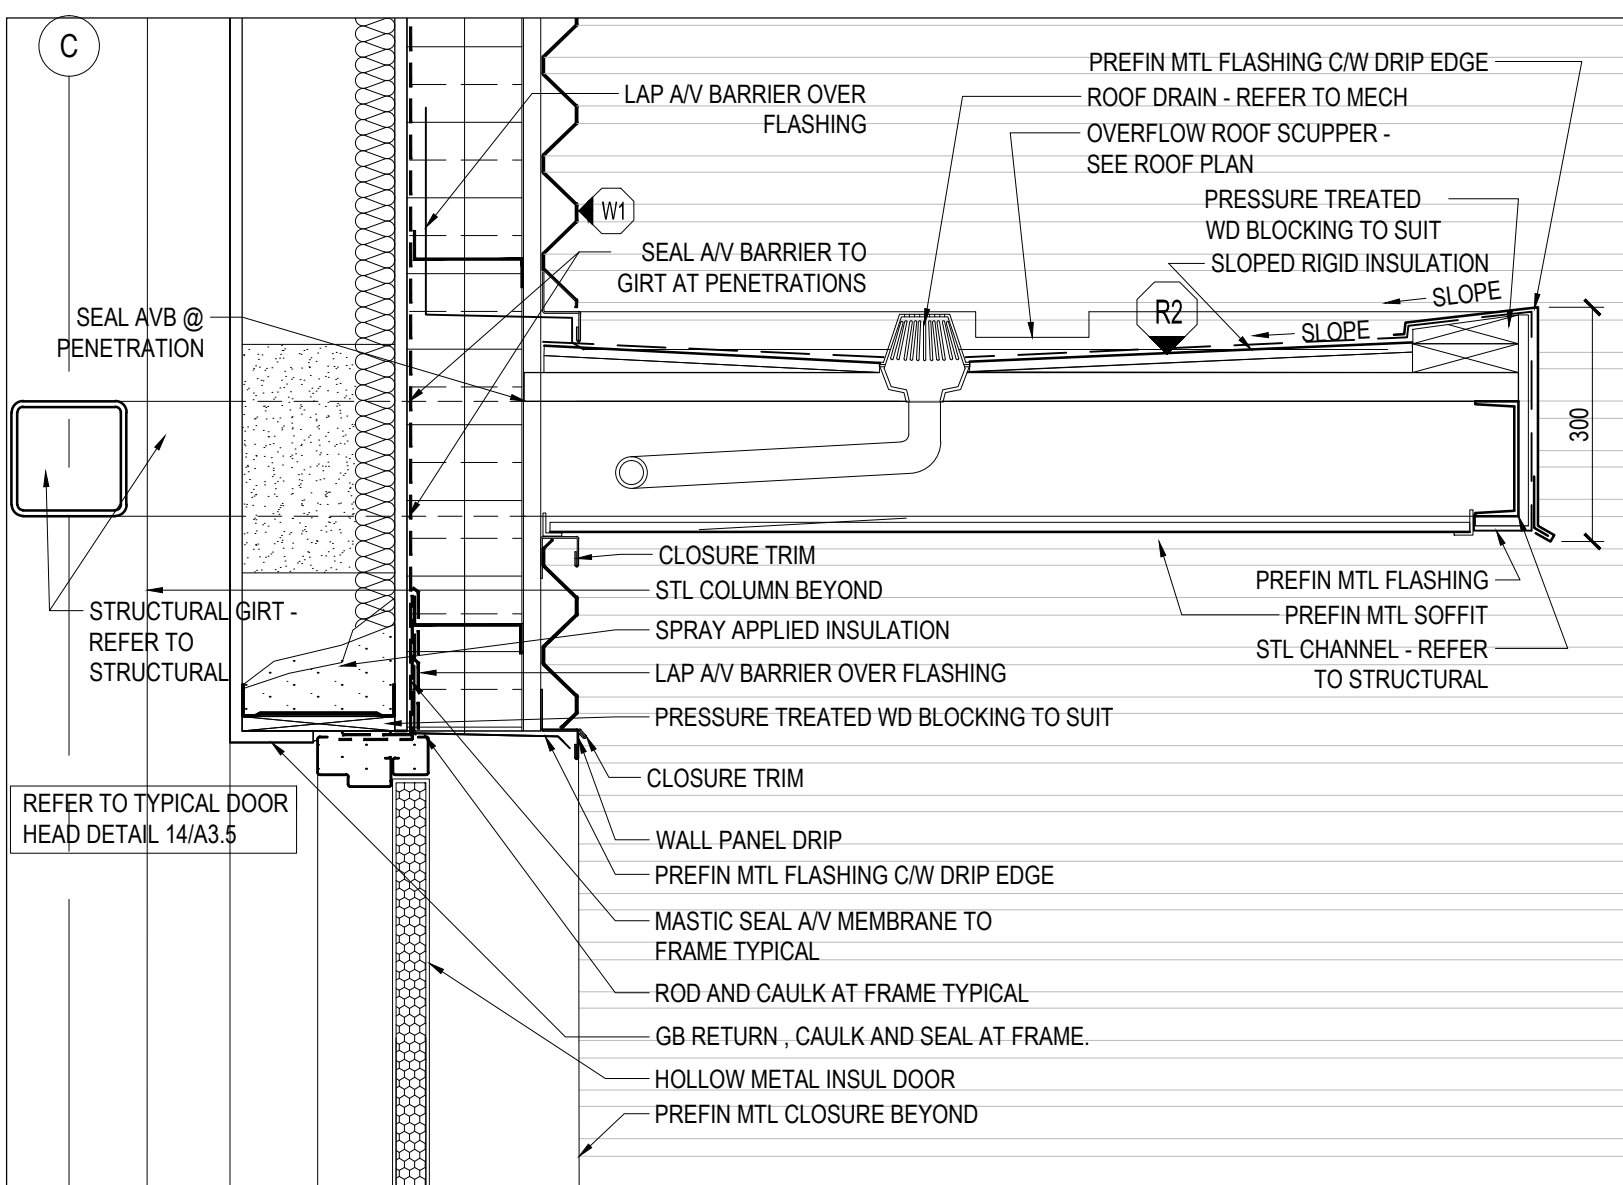 C
LAP A/V BARRIER OVER
FLASHING
PREFIN MTL FLASHING C/W DRIP EDGE
ROOF DRAIN - REFER TO MECH
OVERFLOW ROOF SCUPPER -
SEE ROOF PLAN
PRESSURE TREATED
WD BLOCKING TO SUIT
SLOPED RIGID INSULATION
W1
SEAL A/V BARRIER TO
GIRT AT PENETRATIONS
SEAL AVB @
PENETRATION
R2
SLOPE
SLOPE
300
CLOSURE TRIM
STL COLUMN BEYOND
SPRAY APPLIED INSULATION
LAP A/V BARRIER OVER FLASHING
PRESSURE TREATED WD BLOCKING TO SUIT
CLOSURE TRIM
STRUCTURAL GIRT -
REFER TO
STRUCTURAL
PREFIN MTL FLASHING
PREFIN MTL SOFFIT
STL CHANNEL - REFER
TO STRUCTURAL
REFER TO TYPICAL DOOR
HEAD DETAIL 14/A3.5
WALL PANEL DRIP
PREFIN MTL FLASHING C/W DRIP EDGE
MASTIC SEAL A/V MEMBRANE TO
FRAME TYPICAL
ROD AND CAULK AT FRAME TYPICAL
GB RETURN , CAULK AND SEAL AT FRAME.
HOLLOW METAL INSUL DOOR
PREFIN MTL CLOSURE BEYOND